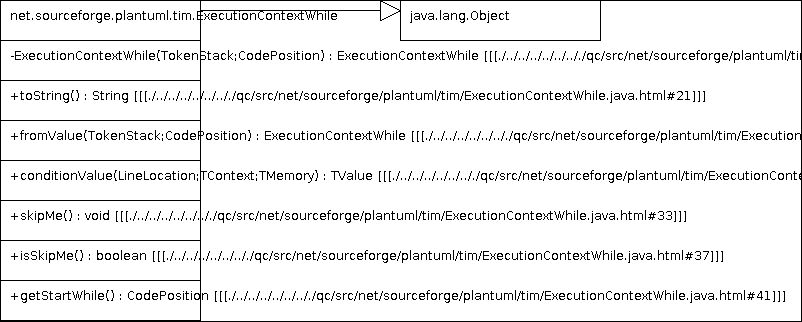 net.sourceforge.plantuml.tim.ExecutionContextWhile
java.lang.Object
-ExecutionContextWhile(TokenStack;CodePosition) : ExecutionContextWhile [[[./../../../../../../qc/src/net/sourceforge/plantuml/tim
+toString() : String [[[./../../../../../../qc/src/net/sourceforge/plantuml/tim/ExecutionContextWhile.java.html#21]]]
+fromValue(TokenStack;CodePosition) : ExecutionContextWhile [[[./../../../../../../qc/src/net/sourceforge/plantuml/tim/Execution
+conditionValue(LineLocation;TContext;TMemory) : TValue [[[./../../../../../../qc/src/net/sourceforge/plantuml/tim/ExecutionConte
+skipMe() : void [[[./../../../../../../qc/src/net/sourceforge/plantuml/tim/ExecutionContextWhile.java.html#33]]]
+isSkipMe() : boolean [[[./../../../../../../qc/src/net/sourceforge/plantuml/tim/ExecutionContextWhile.java.html#37]]]
+getStartWhile() : CodePosition [[[./../../../../../../qc/src/net/sourceforge/plantuml/tim/ExecutionContextWhile.java.html#41]]]